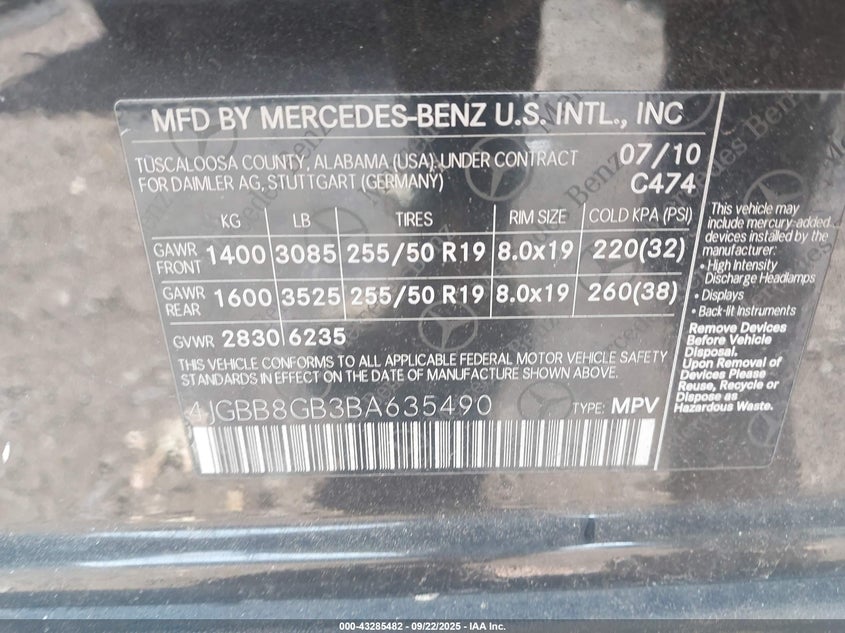 MFD BY MERCEDES-BENZ U.S. INTL., INC
TUSCALOOSA COUNTY, ALABAMA (USA), UNDER CONTRACT 07/10
FOR DAIMLER AG, STUTTGART (GERMANY) C474
KG LB TIRES RIM SIZE COLD KPA (PSI)
GAWR FRONT 1400 3085 255/50 R19 8.0x19 220(32)
GAWR REAR 1600 3525 255/50 R19 8.0x19 260(38)
GVWR 2830 6235
THIS VEHICLE CONFORMS TO ALL APPLICABLE FEDERAL MOTOR VEHICLE SAFETY
STANDARDS IN EFFECT ON THE DATE OF MANUFACTURE SHOWN ABOVE.
4JGBB8GB3BA635490 TYPE: MPV
This vehicle may
include mercury added
devices installed by the
manufacturer:
• High Intensity
Discharge Headlamps
• Displays
• Back-lit Instruments
Remove Devices
Before Vehicle
Disposal.
Upon Removal of
Devices Please
Reuse, Recycle or
Dispose as
Hazardous Waste.
000-43285482 - 09/22/2025 - IAA Inc.